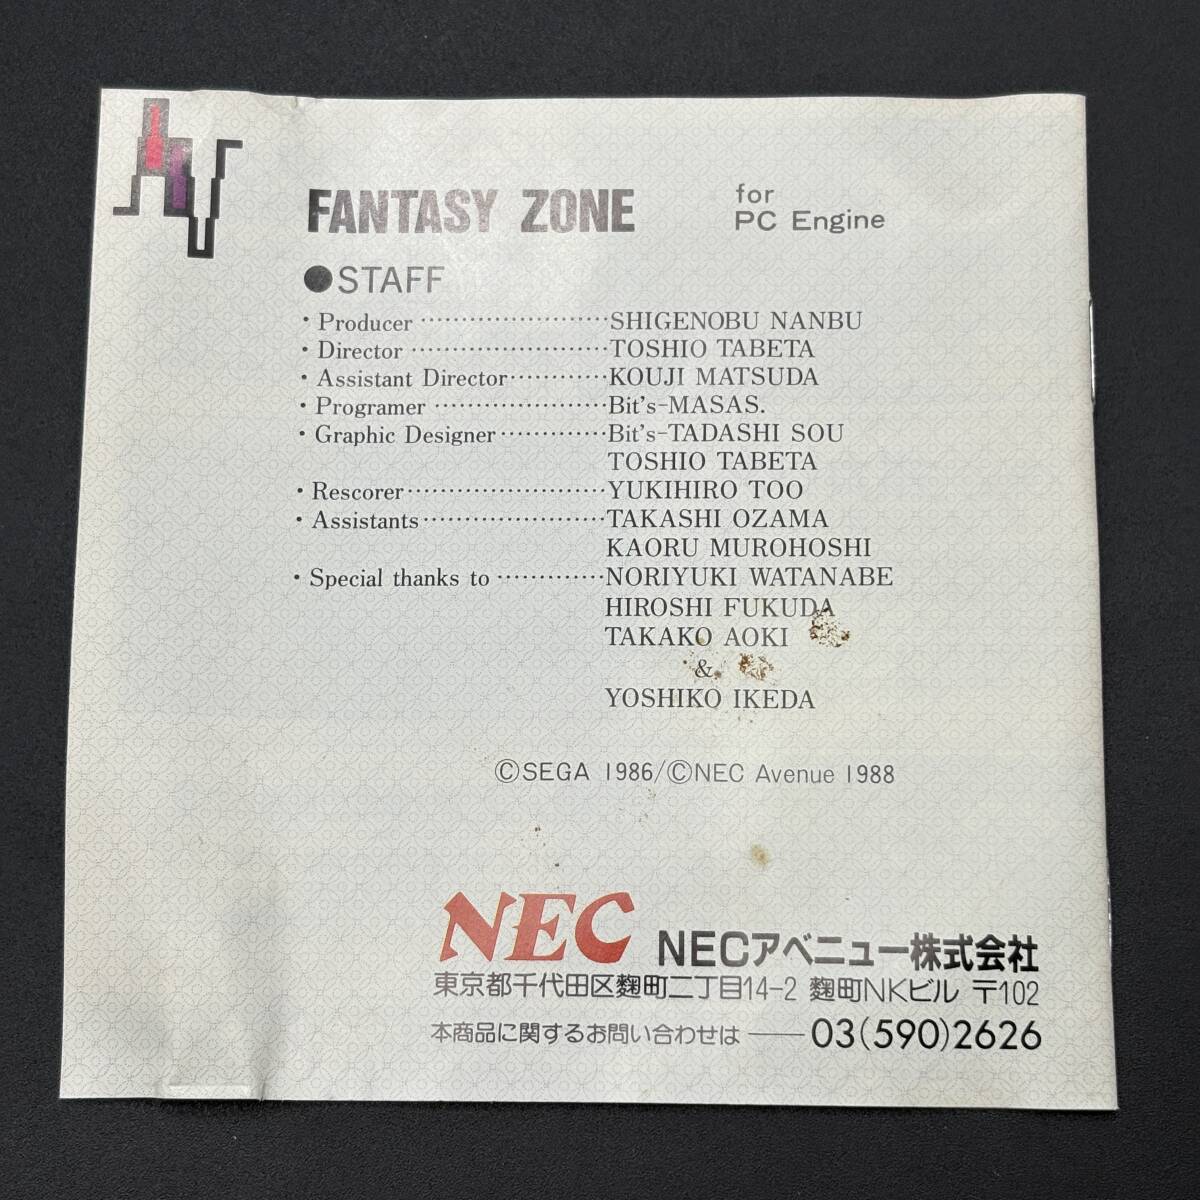 FANTASY ZONE for PC Engine
●STAFF
・Producer ························SHIGENOBU NANBU
・Director ·························TOSHIO TABETA
・Assistant Director············KOUJI MATSUDA
・Programer ······················Bit's-MASAS.
・Graphic Designer··············Bit's-TADASHI SOU
TOSHIO TABETA
・Rescorer·························YUKIHIRO TOO
・Assistants·······················TAKASHI OZAMA
KAORU MUROHOSHI
・Special thanks to ·············NORIYUKI WATANABE
HIROSHI FUKUDA
TAKAKO AOKI
&
YOSHIKO IKEDA
©SEGA 1986/©NEC Avenue 1988
NEC NECアベニュー株式会社
東京都千代田区麹町二丁目14-2 麹町NKビル 〒102
本商品に関するお問い合わせは ―― 03(590)2626